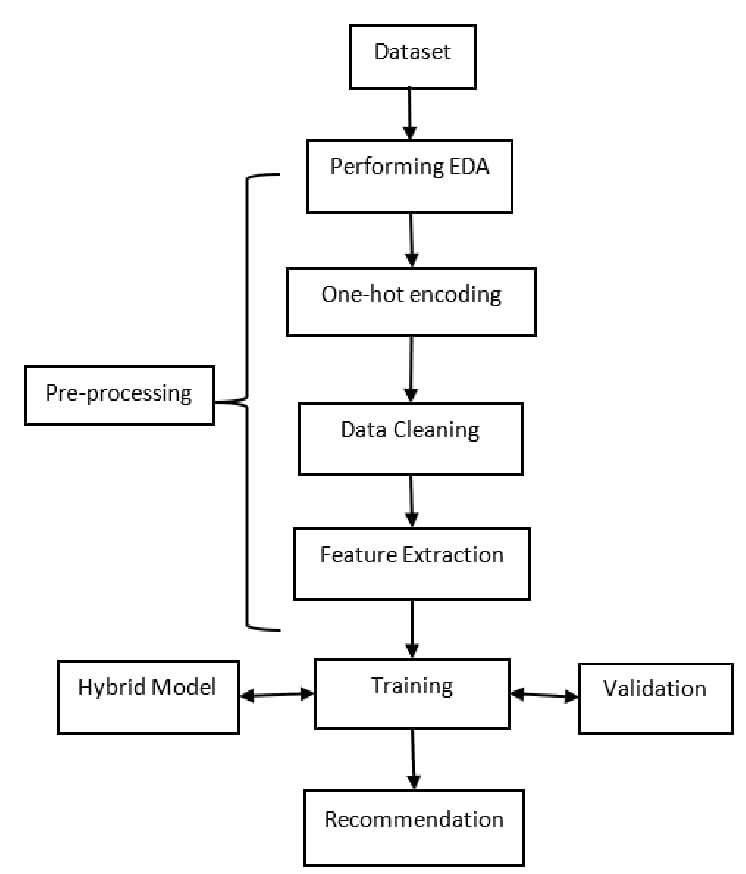 Dataset
Performing EDA
One-hot encoding
Pre-processing
Data Cleaning
Feature Extraction
Hybrid Model
Training
Validation
Recommendation